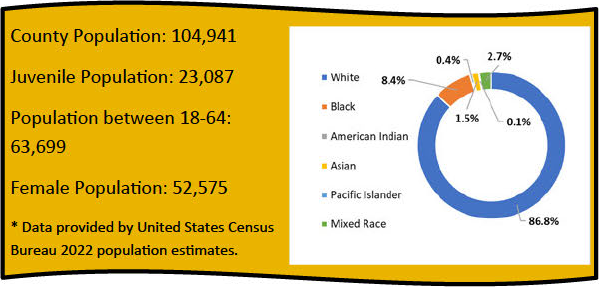 County Population: 104,941
Juvenile Population: 23,087
Population between 18-64:
63,699
Female Population: 52,575
* Data provided by United States Census
Bureau 2022 population estimates.
White
Black
American Indian
Asian
Pacific Islander
Mixed Race
0.4%
2.7%
8.4%
1.5%
0.1%
86.8%